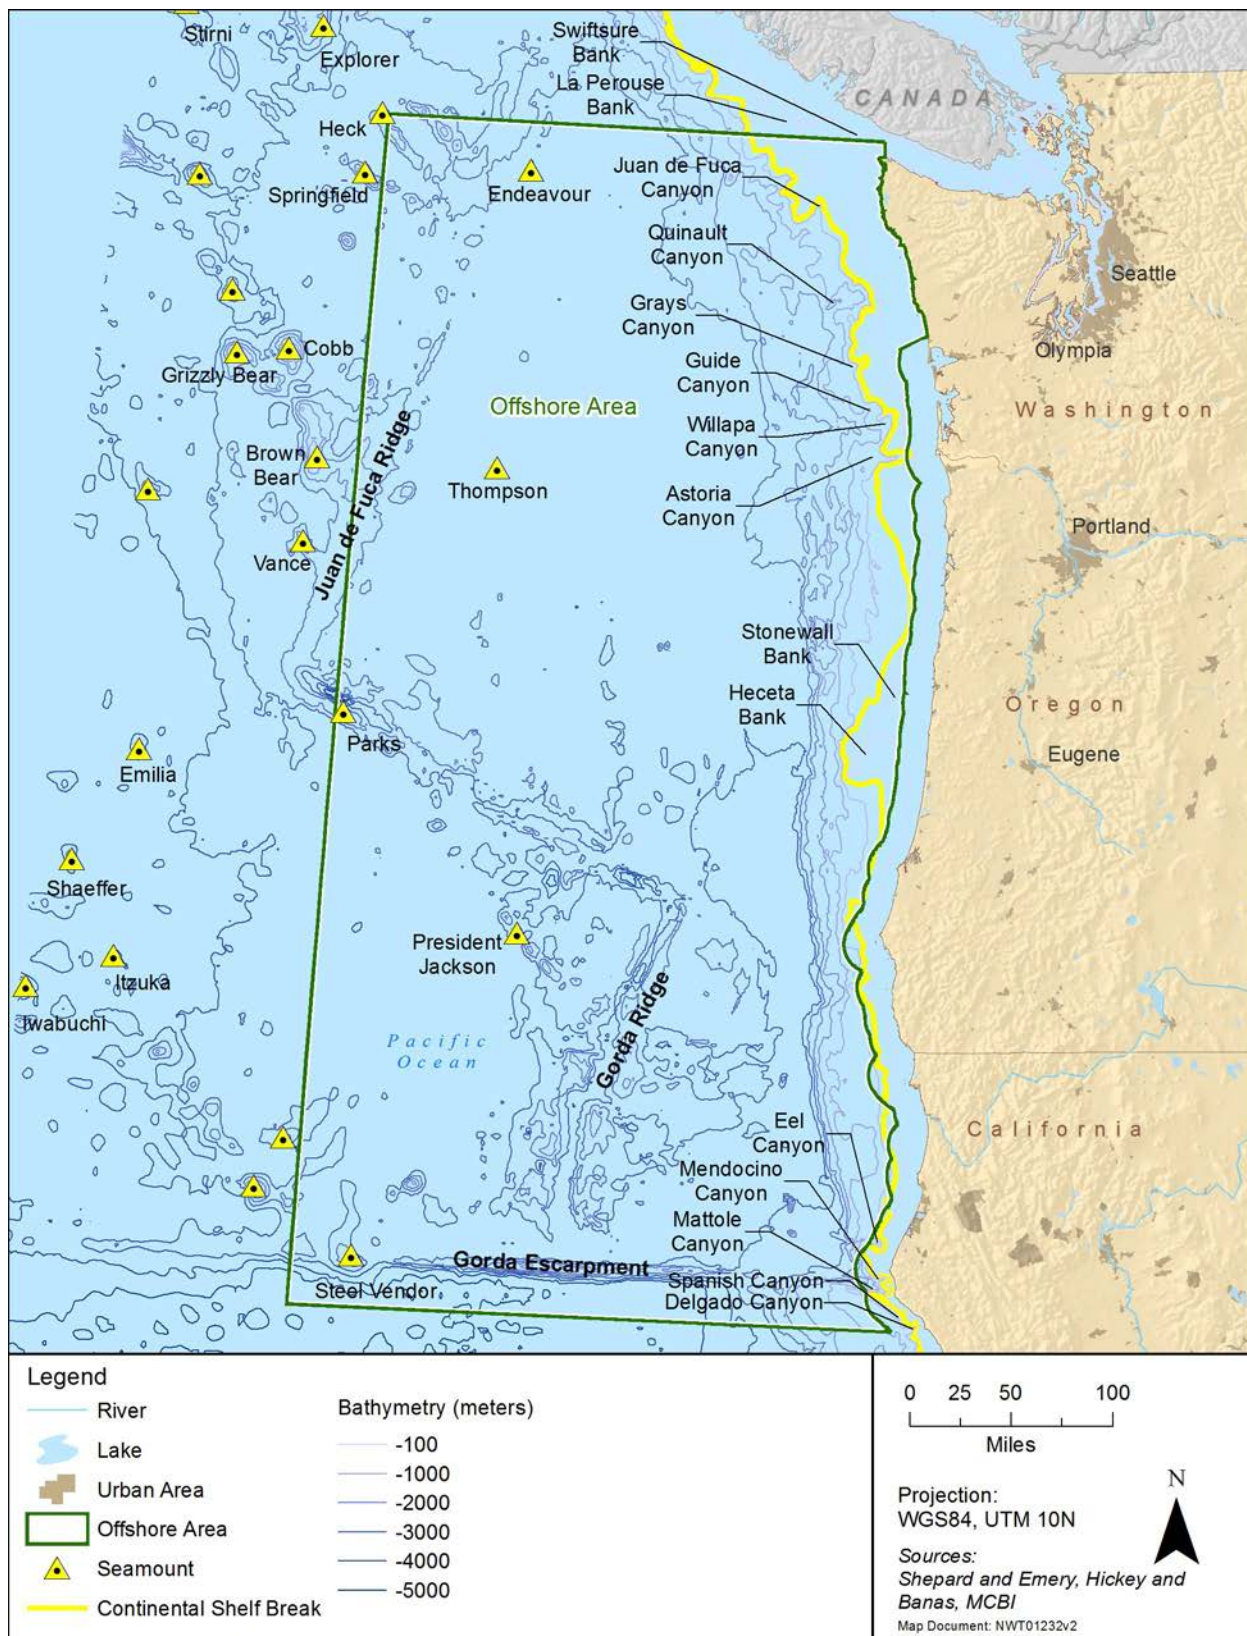 Stirni
Explorer
Swiftsure
Bank
La Perouse
Bank
CANADA
Heck
Springfield
Endeavour
Juan de Fuca
Canyon
Quinault
Canyon
Seattle
Grays
Canyon
Cobb
Grizzly Bear
Olympia
Guide
Canyon
Offshore Area
Washington
Willapa
Canyon
Brown
Bear
Juan de Fuca Ridge
Thompson
Astoria
Canyon
Portland
Vance
Stonewall
Bank
Heceta
Bank
Oregon
Parks
Emilia
Eugene
Shaeffer
President
Jackson
Itzuka
Iwabuchi
Gorda Ridge
Pacific
Ocean
Eel
Canyon
California
Mendocino
Canyon
Mattole
Canyon
Gorda Escarpment
Spanish Canyon
Steel Vendor
Delgado Canyon
Legend
River
Lake
Urban Area
Offshore Area
Seamount
Continental Shelf Break
Bathymetry (meters)
-100
-1000
-2000
-3000
-4000
-5000
0 25 50 100
Miles
N
Projection:
WGS84, UTM 10N
Sources:
Shepard and Emery, Hickey and
Banas, MCBI
Map Document: NWT01232v2